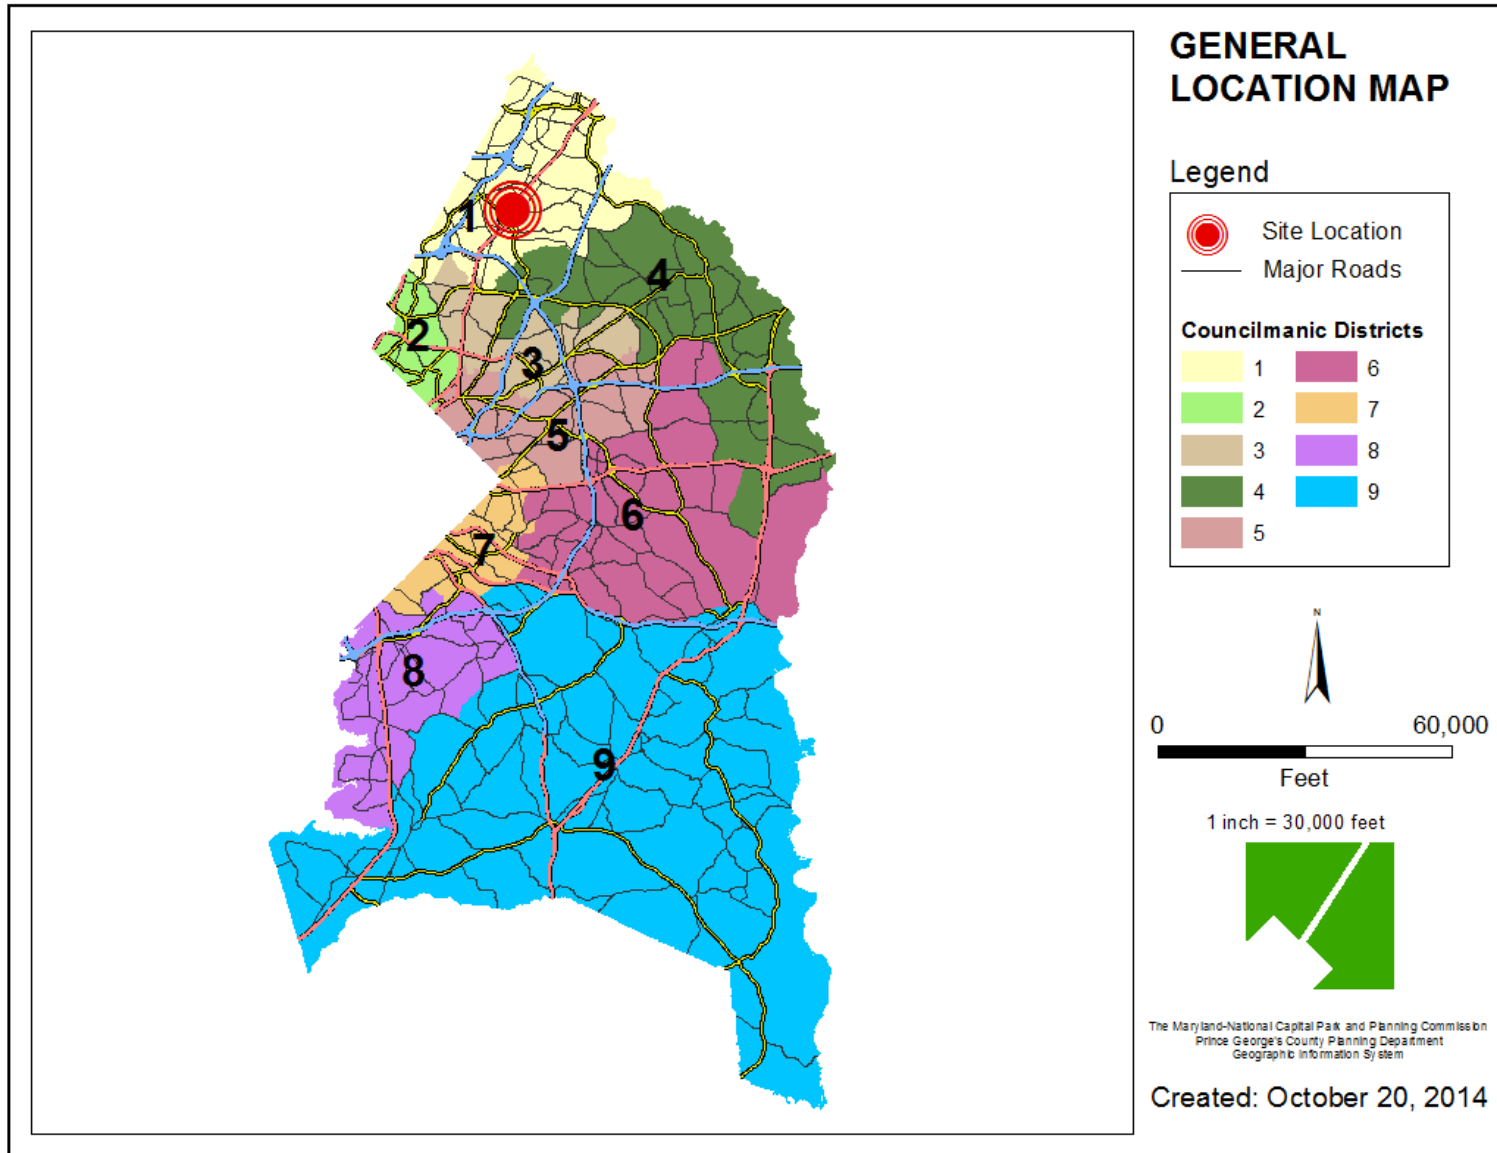 GENERAL
LOCATION MAP
Legend
Site Location
Major Roads
Councilmanic Districts
1 6
2 7
3 8
4 9
5
1
4
2
3
5
6
7
8
9
N
0 60,000
Feet
1 inch = 30,000 feet
The Maryland-National Capital Park and Planning Commission
Prince George's County Planning Department
Geographic Information System
Created: October 20, 2014